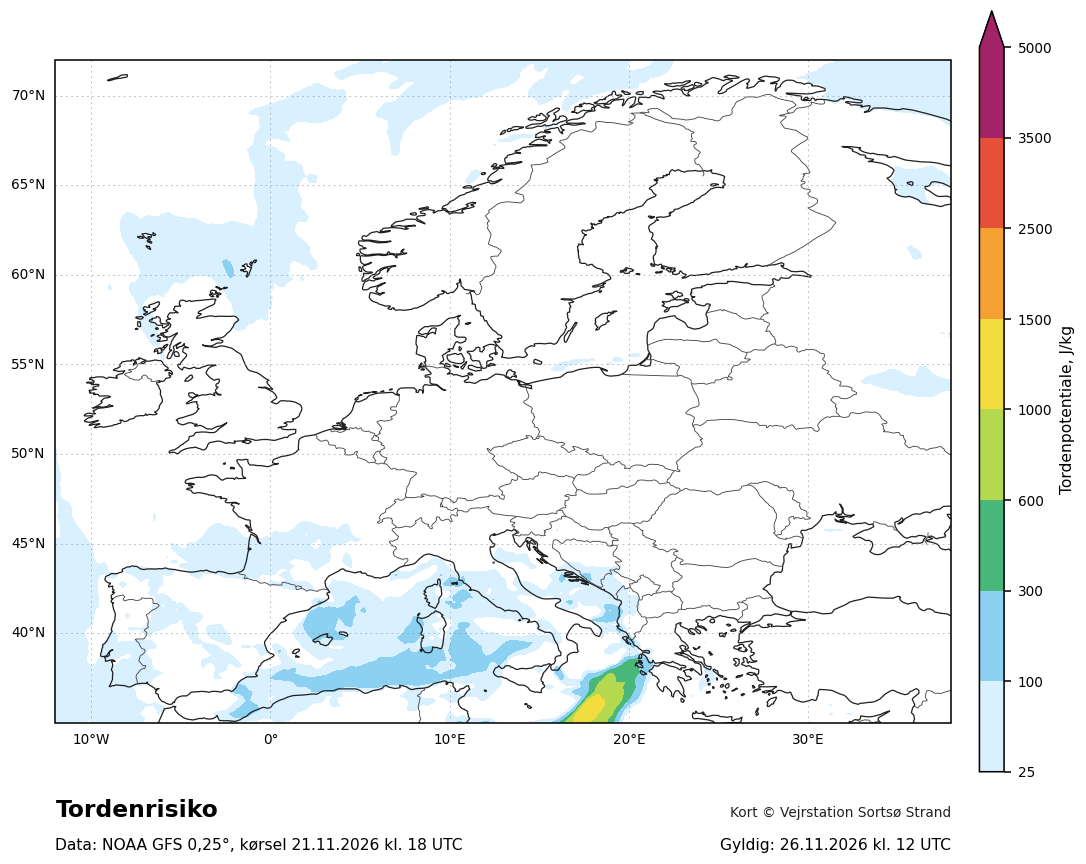 70°N
65°N
60°N
55°N
50°N
45°N
40°N
10°W
0°
10°E
20°E
30°E
5000
3500
2500
1500
1000
600
300
100
25
Tordenpotentiale, J/kg
Tordenrisiko
Kort © Vejrstation Sortsø Strand
Data: NOAA GFS 0,25°, kørsel 21.11.2026 kl. 18 UTC
Gyldig: 26.11.2026 kl. 12 UTC